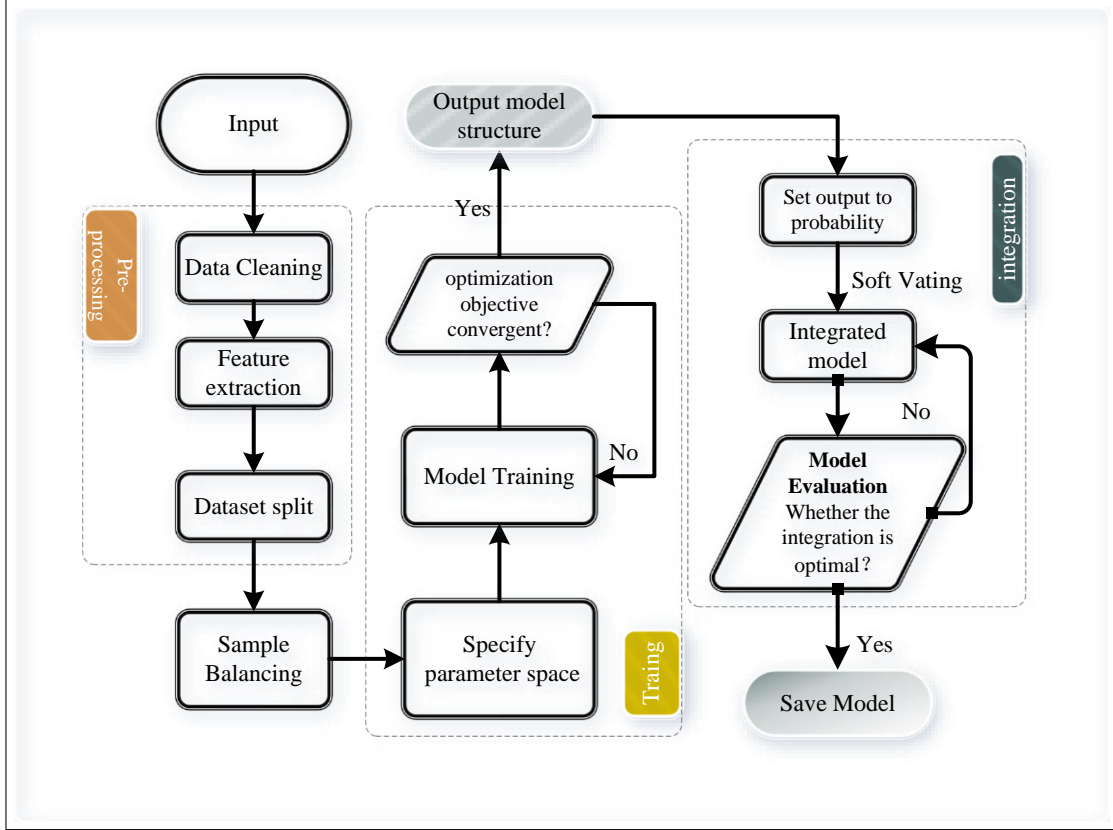 Input
Pre-
processing
Data Cleaning
Feature
extraction
Dataset split
Sample
Balancing
Output model
structure
Yes
optimization
objective
convergent?
No
Model Training
Specify
parameter space
Traing
integration
Set output to
probability
Soft Vating
Integrated
model
No
Model
Evaluation
Whether the
integration is
optimal？
Yes
Save Model